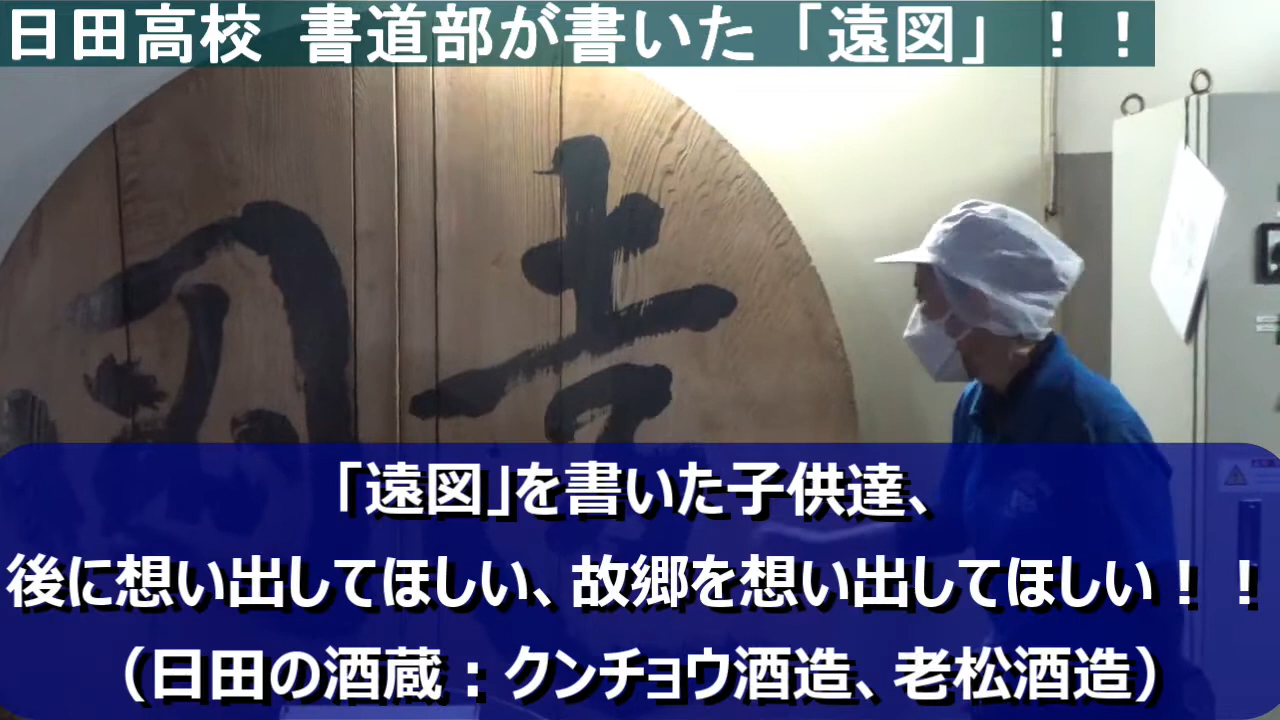 日田高校 書道部が書いた「遠図」！！
「遠図」を書いた子供達、
後に想い出してほしい、故郷を想い出してほしい！！
（日田の酒蔵：クンチョウ酒造、老松酒造）